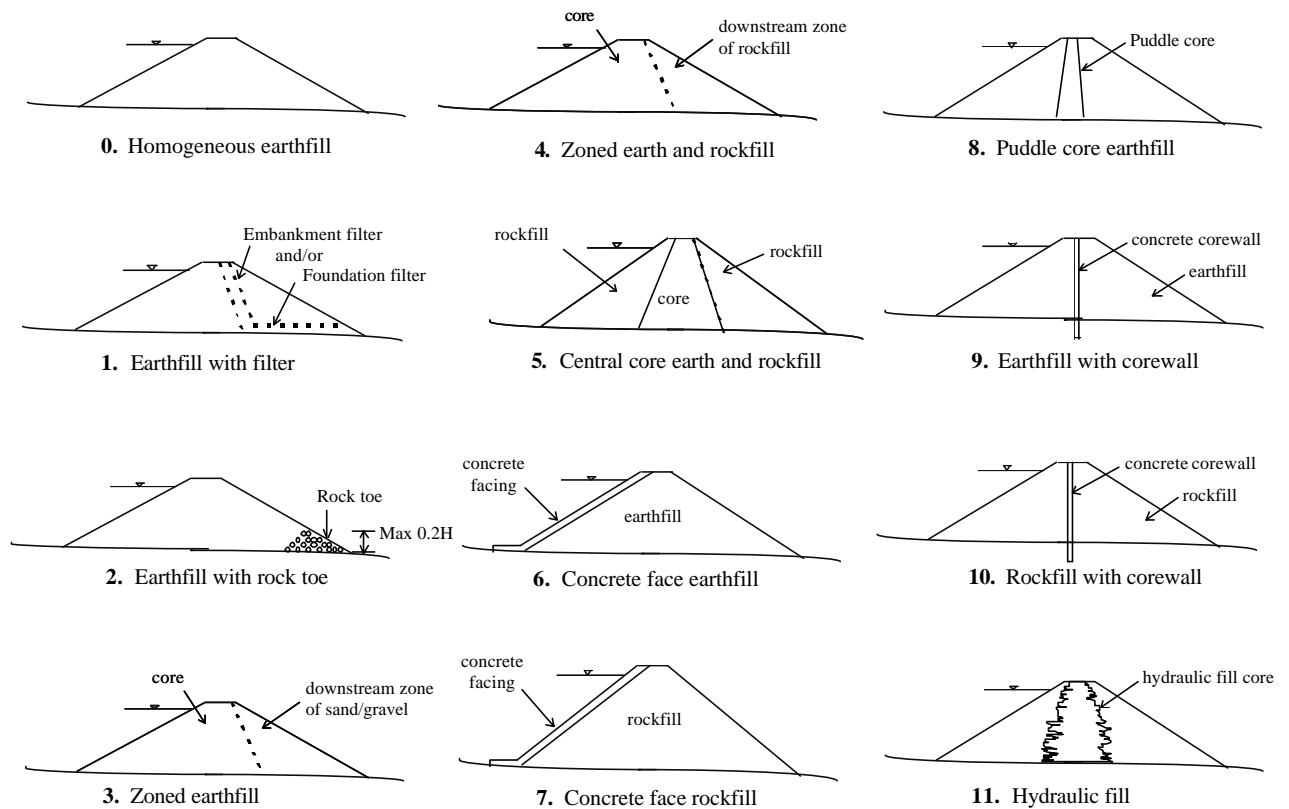 0. Homogeneous earthfill
Embankment filter
and/or
Foundation filter
1. Earthfill with filter
Rock toe
Max 0.2H
2. Earthfill with rock toe
core
downstream zone
of sand/gravel
3. Zoned earthfill
core
downstream zone
of rockfill
4. Zoned earth and rockfill
rockfill
rockfill
core
5. Central core earth and rockfill
concrete
facing
earthfill
6. Concrete face earthfill
concrete
facing
rockfill
7. Concrete face rockfill
Puddle core
8. Puddle core earthfill
concrete corewall
earthfill
9. Earthfill with corewall
concrete corewall
rockfill
10. Rockfill with corewall
hydraulic fill core
11. Hydraulic fill